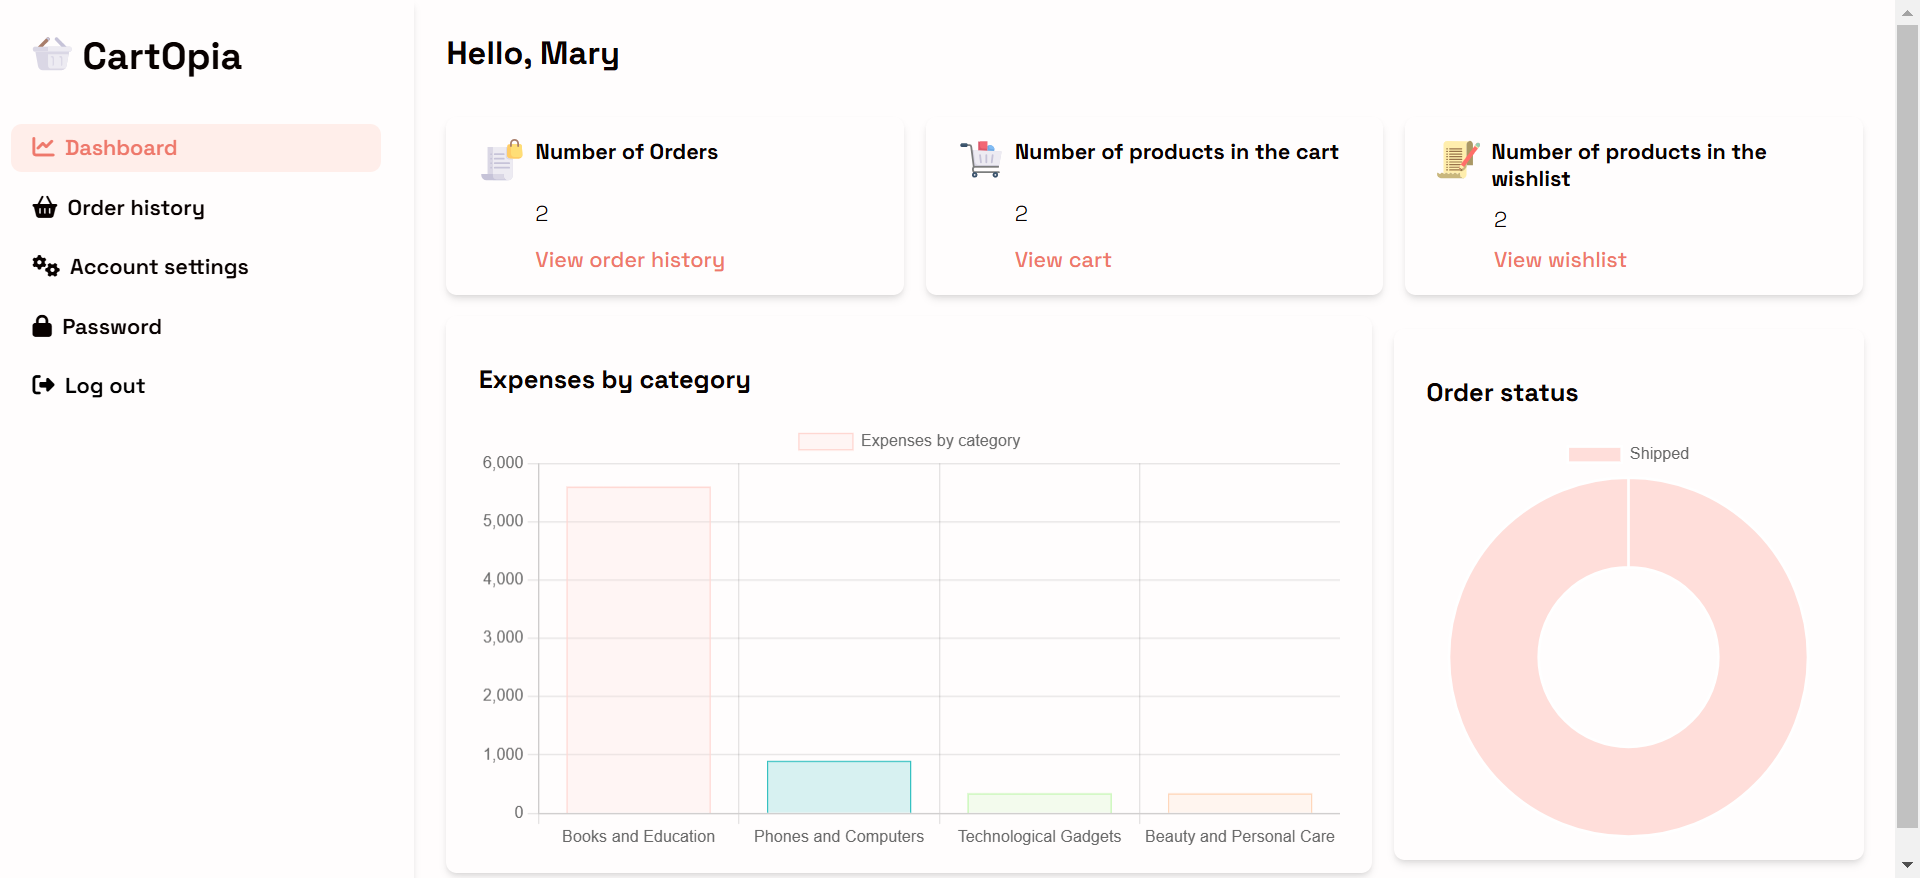 CartOpia
Dashboard
Order history
Account settings
Password
Log out
Hello, Mary
Number of Orders
2
View order history
Number of products in the cart
2
View cart
Number of products in the
wishlist
2
View wishlist
Expenses by category
Expenses by category
6,000
5,000
4,000
3,000
2,000
1,000
0
Books and Education
Phones and Computers
Technological Gadgets
Beauty and Personal Care
Order status
Shipped